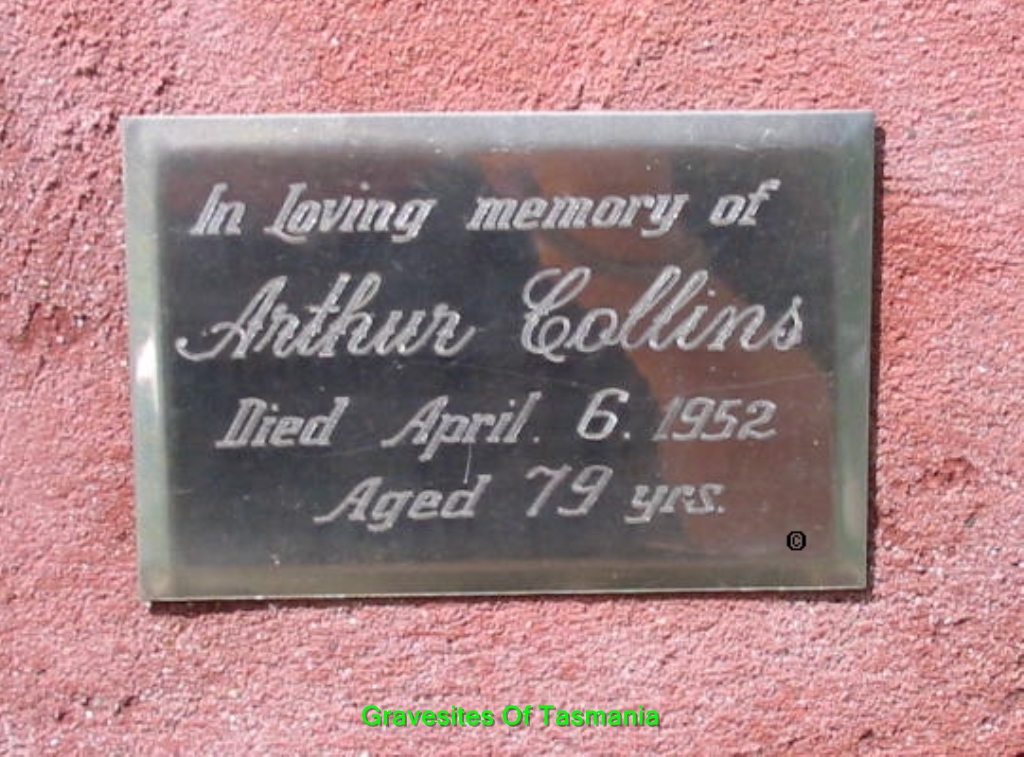 In Loving memory of
Arthur Collins
Died April. 6. 1952
Aged 79 yrs.
©
Gravesites Of Tasmania